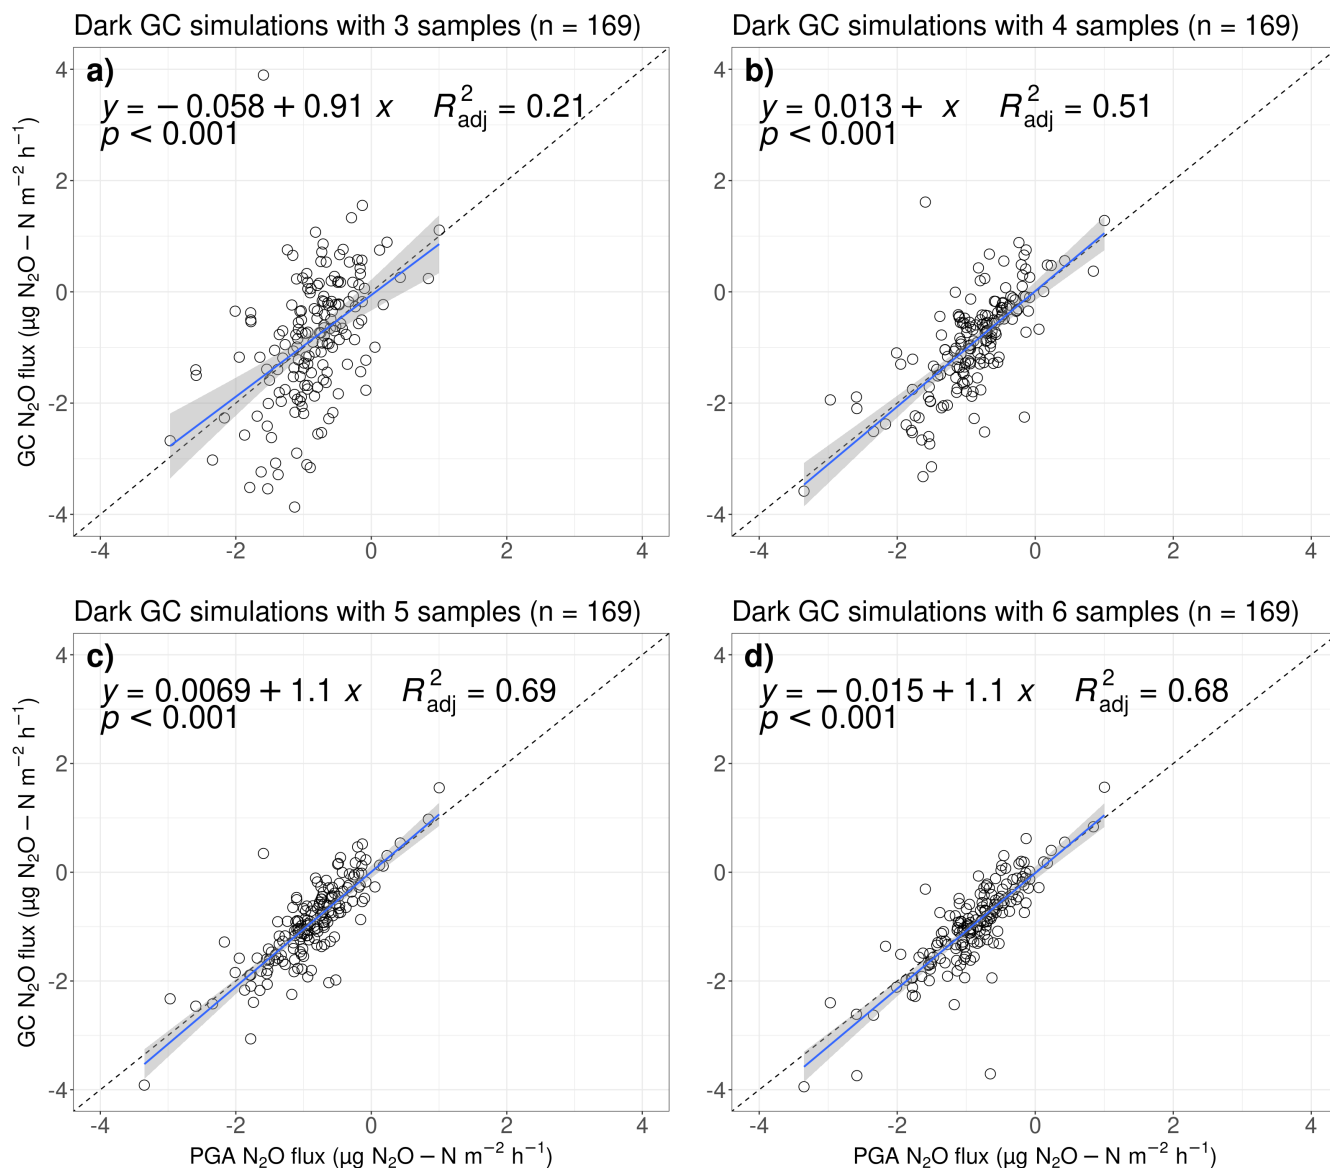 Dark GC simulations with 3 samples (n = 169)
a)
y = − 0.058 + 0.91 x R²adj = 0.21
p < 0.001
GC N₂O flux (µg N₂O − N m⁻² h⁻¹)
4
2
0
-2
-4
-4 -2 0 2 4
Dark GC simulations with 4 samples (n = 169)
b)
y = 0.013 + x R²adj = 0.51
p < 0.001
4
2
0
-2
-4
-4 -2 0 2 4
Dark GC simulations with 5 samples (n = 169)
c)
y = 0.0069 + 1.1 x R²adj = 0.69
p < 0.001
GC N₂O flux (µg N₂O − N m⁻² h⁻¹)
4
2
0
-2
-4
-4 -2 0 2 4
PGA N₂O flux (µg N₂O − N m⁻² h⁻¹)
Dark GC simulations with 6 samples (n = 169)
d)
y = − 0.015 + 1.1 x R²adj = 0.68
p < 0.001
4
2
0
-2
-4
-4 -2 0 2 4
PGA N₂O flux (µg N₂O − N m⁻² h⁻¹)